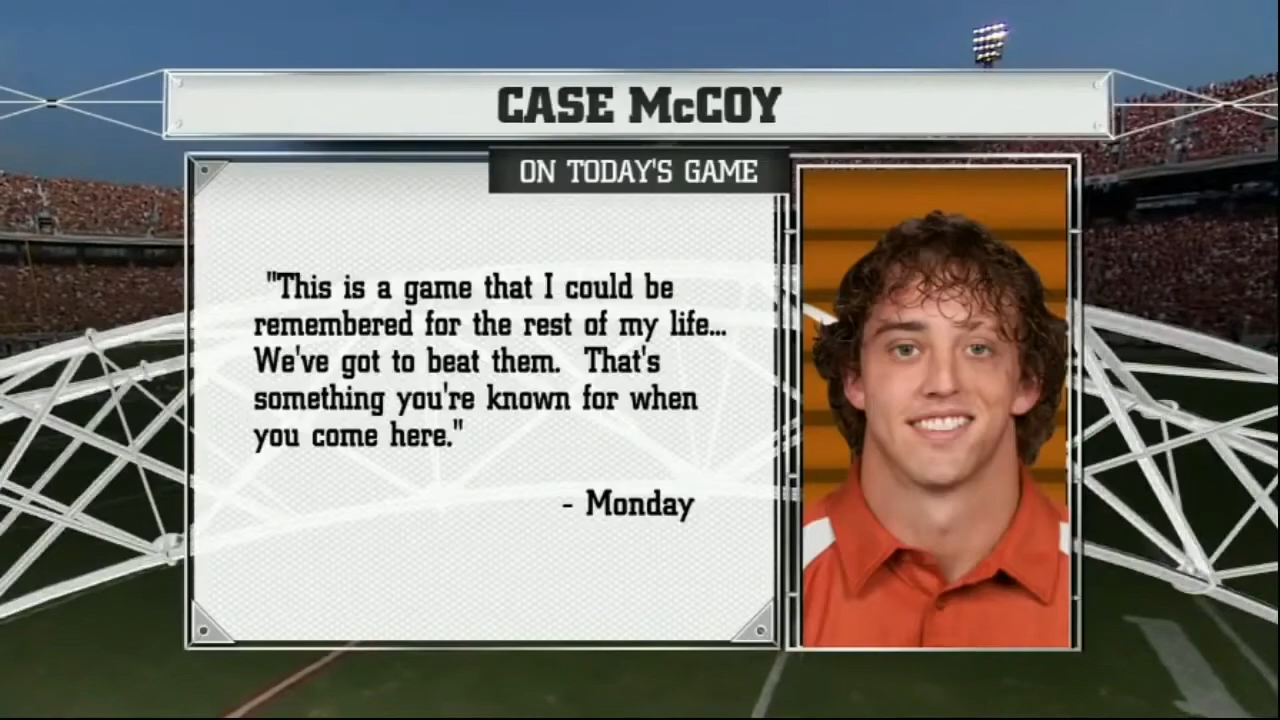 CASE McCOY
ON TODAY'S GAME
"This is a game that I could be
remembered for the rest of my life...
We've got to beat them.  That's
something you're known for when
you come here."
- Monday